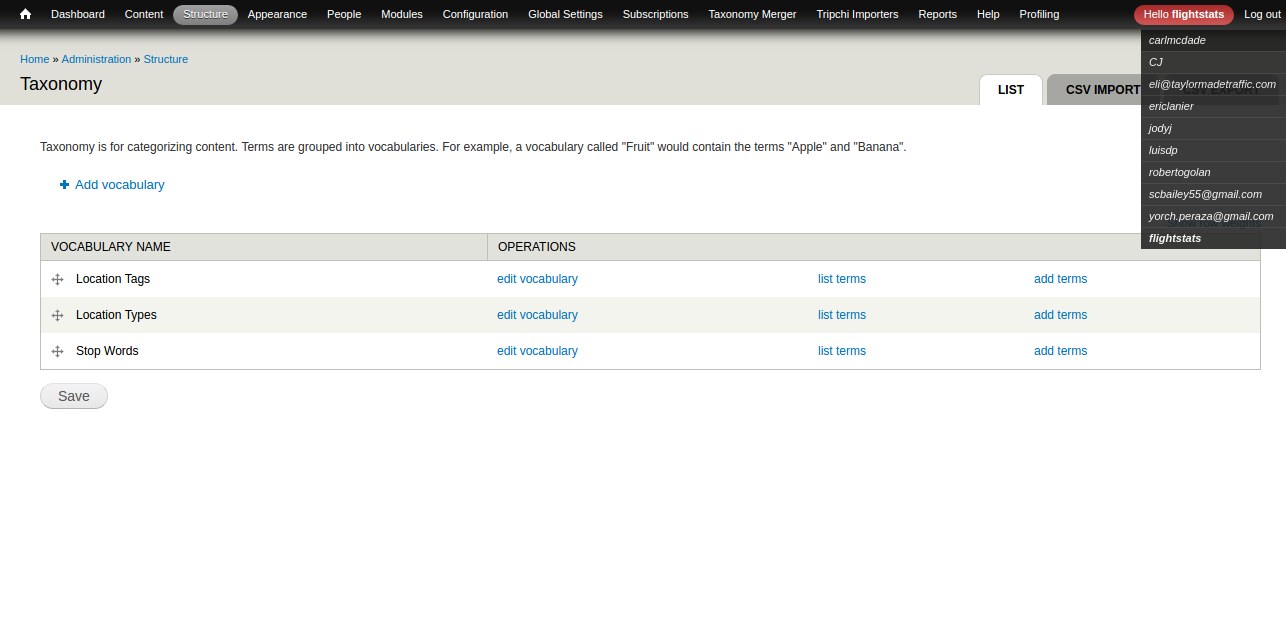 Dashboard Content Structure Appearance People Modules Configuration Global Settings Subscriptions Taxonomy Merger Tripchi Importers Reports Help Profiling Hello flightstats Log out
carlmcdade
CJ
eli@taylormadetraffic.com
ericlanier
jodyj
luisdp
robertogolan
scbailey55@gmail.com
yorch.peraza@gmail.com
flightstats
Home » Administration » Structure
Taxonomy
LIST CSV IMPORT CSV EXPORT
Taxonomy is for categorizing content. Terms are grouped into vocabularies. For example, a vocabulary called "Fruit" would contain the terms "Apple" and "Banana".
Add vocabulary
Show row weights
VOCABULARY NAME OPERATIONS
Location Tags edit vocabulary list terms add terms
Location Types edit vocabulary list terms add terms
Stop Words edit vocabulary list terms add terms
Save